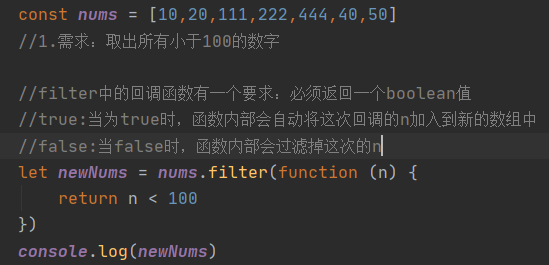 const nums = [10,20,111,222,444,40,50]
//1.需求：取出所有小于100的数字
//filter中的回调函数有一个要求：必须返回一个boolean值
//true:当为true时，函数内部会自动将这次回调的n加入到新的数组中
//false:当false时，函数内部会过滤掉这次的n
let newNums = nums.filter(function (n) {
    return n < 100
})
console.log(newNums)